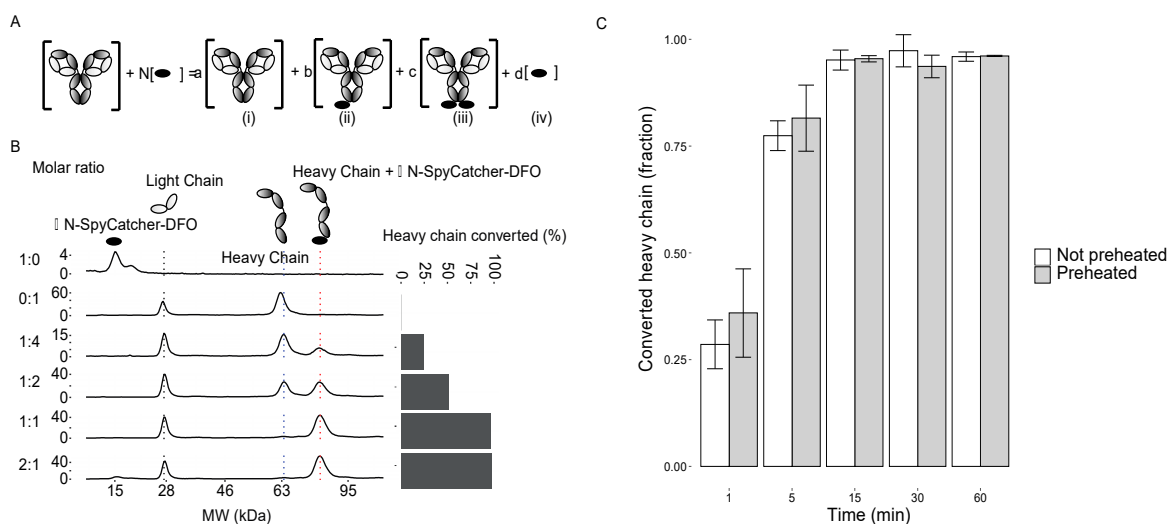 A
+ N[ ] = a + b + c + d[ ]
(i) (ii) (iii) (iv)
B
Molar ratio
Light Chain
Heavy Chain + ▯ N-SpyCatcher-DFO
▯ N-SpyCatcher-DFO
Heavy Chain
Heavy chain converted (%)
0 25 50 75 100
1:0 4 0
0:1 60 0
1:4 15 0
1:2 40 0
1:1 40 0
2:1 40 0
15 28 46 63 95
MW (kDa)
C
Converted heavy chain (fraction)
1.00
0.75
0.50
0.25
0.00
1 5 15 30 60
Time (min)
Not preheated
Preheated